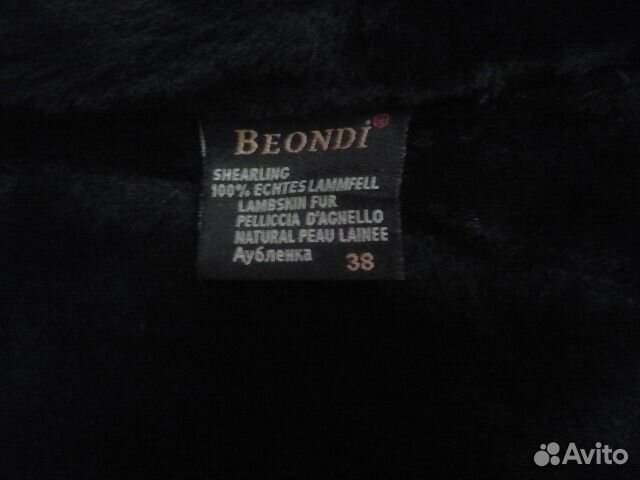 BEONDİ
SHEARLING
100% ECHTES LAMMFELL
LAMBSKIN FUR
PELLICCIA D'AGNELLO
NATURAL PEAU LAINEE
Аубленка 38
Avito